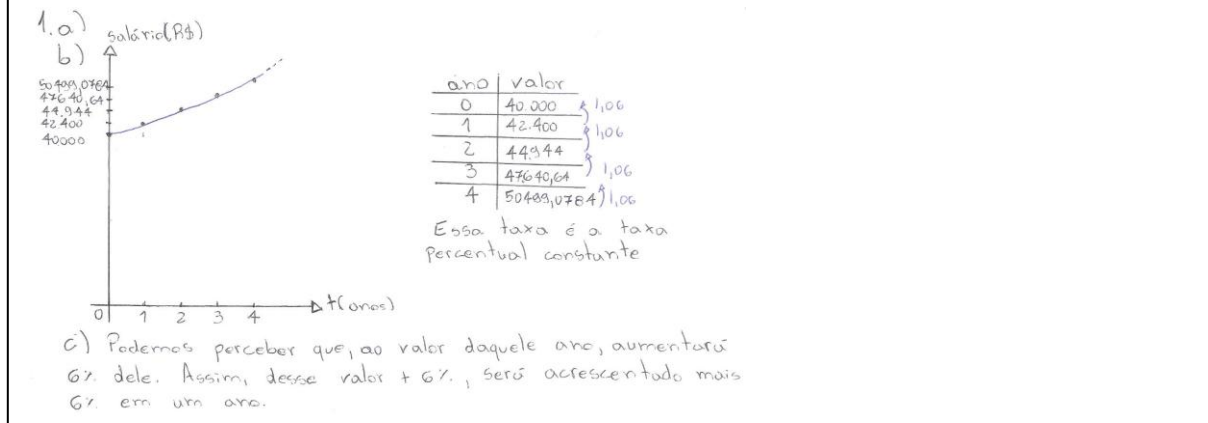 1. a)
b)
salário(R$)
50499,0784
47640,64
44.944
42.400
40000
0 1 2 3 4 t(anos)
ano valor
0 40.000 1,06
1 42.400 1,06
2 44.944
3 47640,64 1,06
4 50499,0784 1,06
Essa taxa é a taxa
percentual constante
c) Podemos perceber que, ao valor daquele ano, aumentará
6% dele. Assim, desse valor + 6%, será acrescentado mais
6% em um ano.